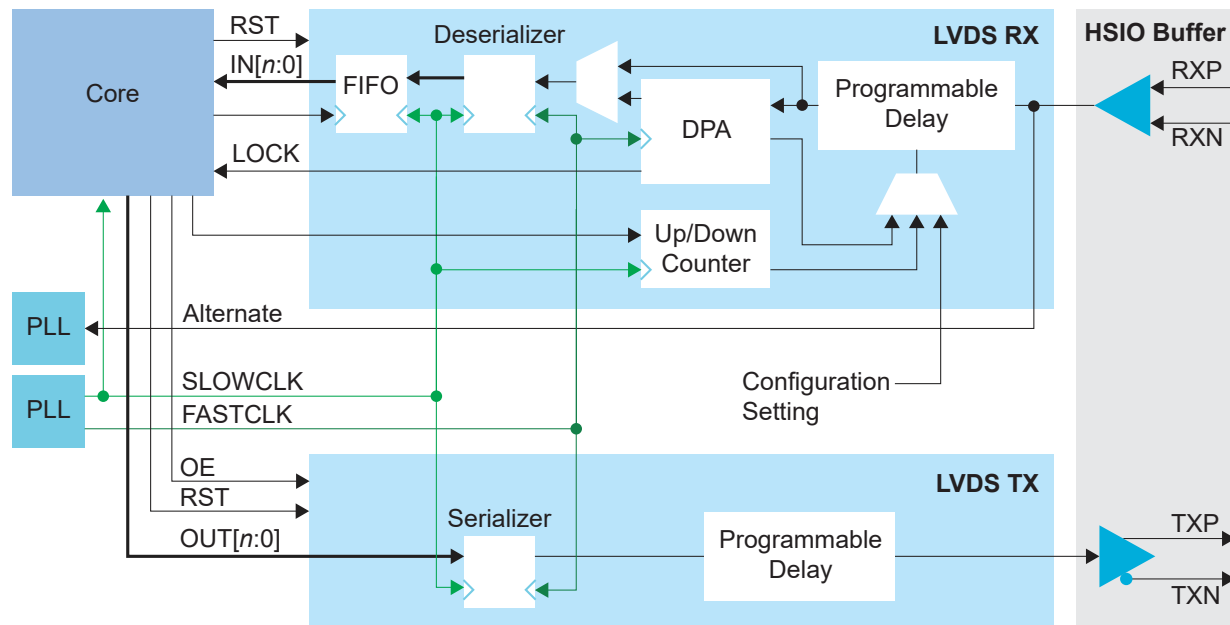 RST
Deserializer
LVDS RX
HSIO Buffer
IN[n:0]
RXP
Core
FIFO
Programmable
Delay
DPA
RXN
LOCK
Up/Down
Counter
PLL
Alternate
SLOWCLK
Configuration
Setting
PLL
FASTCLK
OE
LVDS TX
RST
Serializer
TXP
OUT[n:0]
Programmable
Delay
TXN